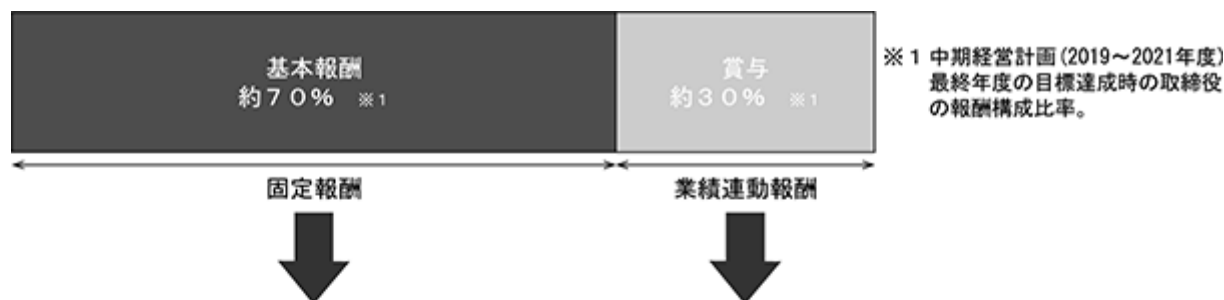 基本報酬
約70% ※1
賞与
約30% ※1
※1 中期経営計画(2019～2021年度)
最終年度の目標達成時の取締役
の報酬構成比率。
固定報酬
業績連動報酬